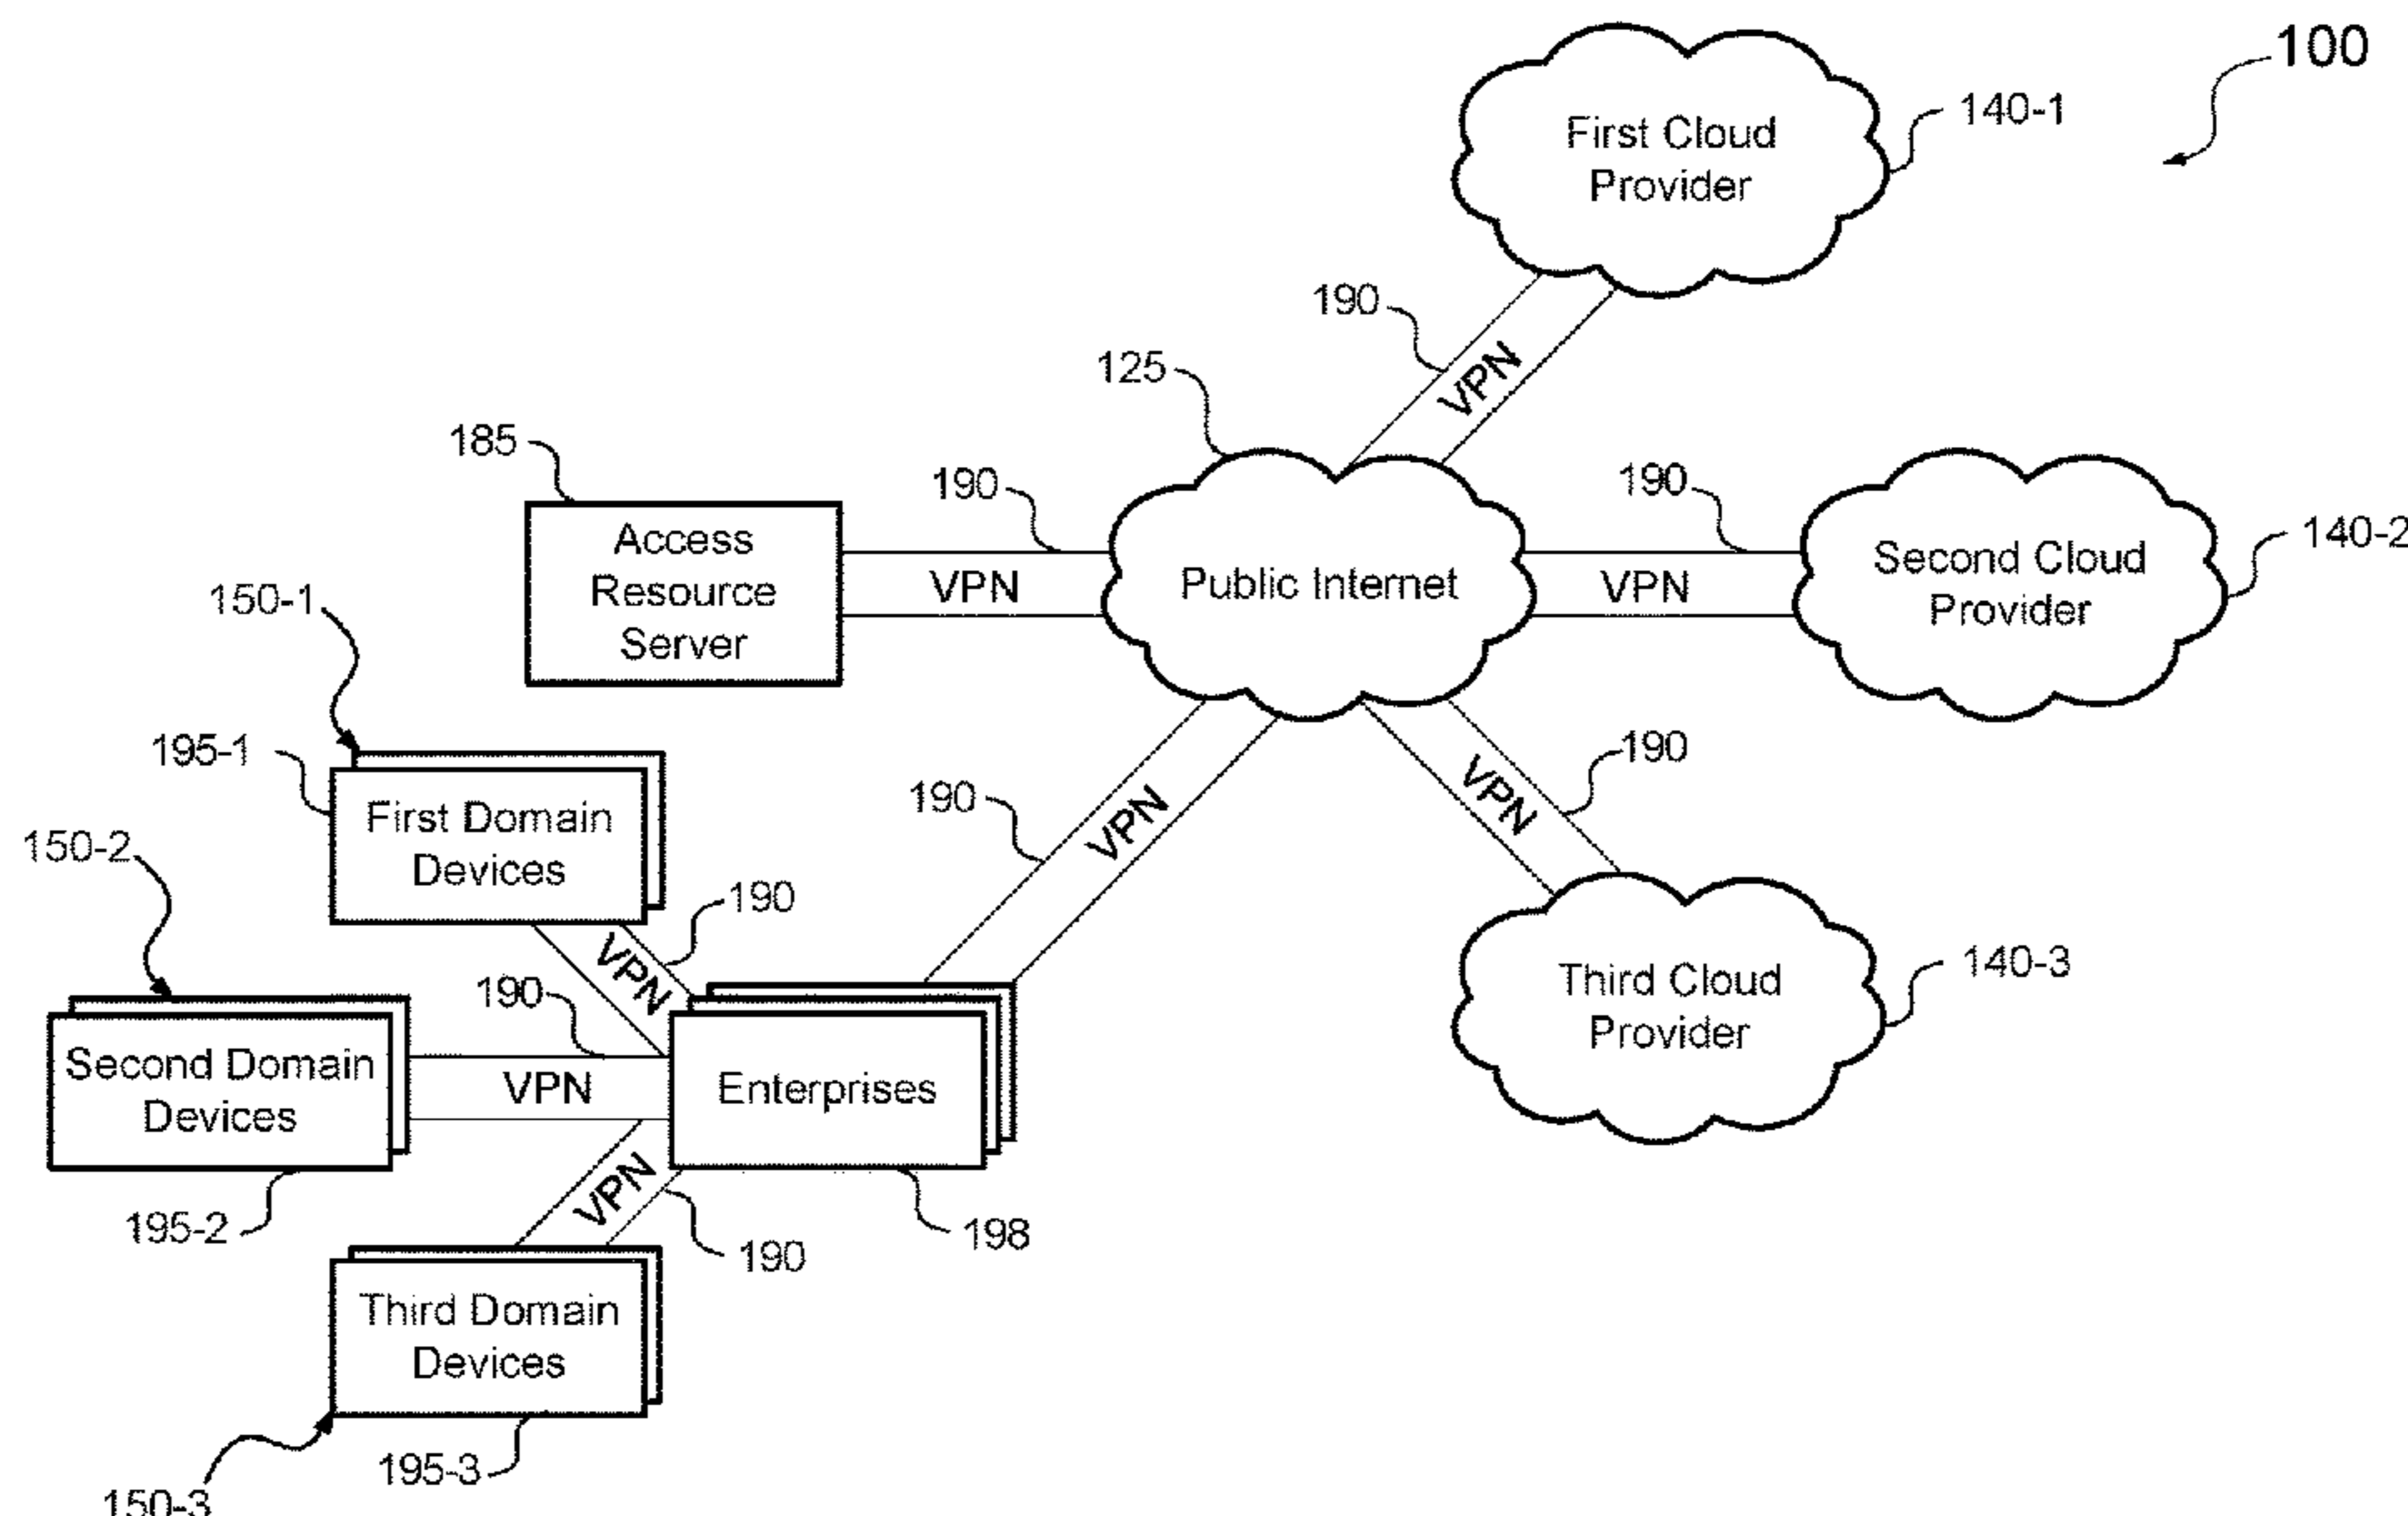 100
First Cloud
Provider
140-1
190
VPN
125
185
Access
Resource
Server
190
VPN
Public Internet
190
VPN
Second Cloud
Provider
140-2
150-1
195-1
First Domain
Devices
190
VPN
190
VPN
190
VPN
150-2
190
VPN
Second Domain
Devices
195-2
Enterprises
198
Third Cloud
Provider
140-3
VPN
190
Third Domain
Devices
195-3
150-3